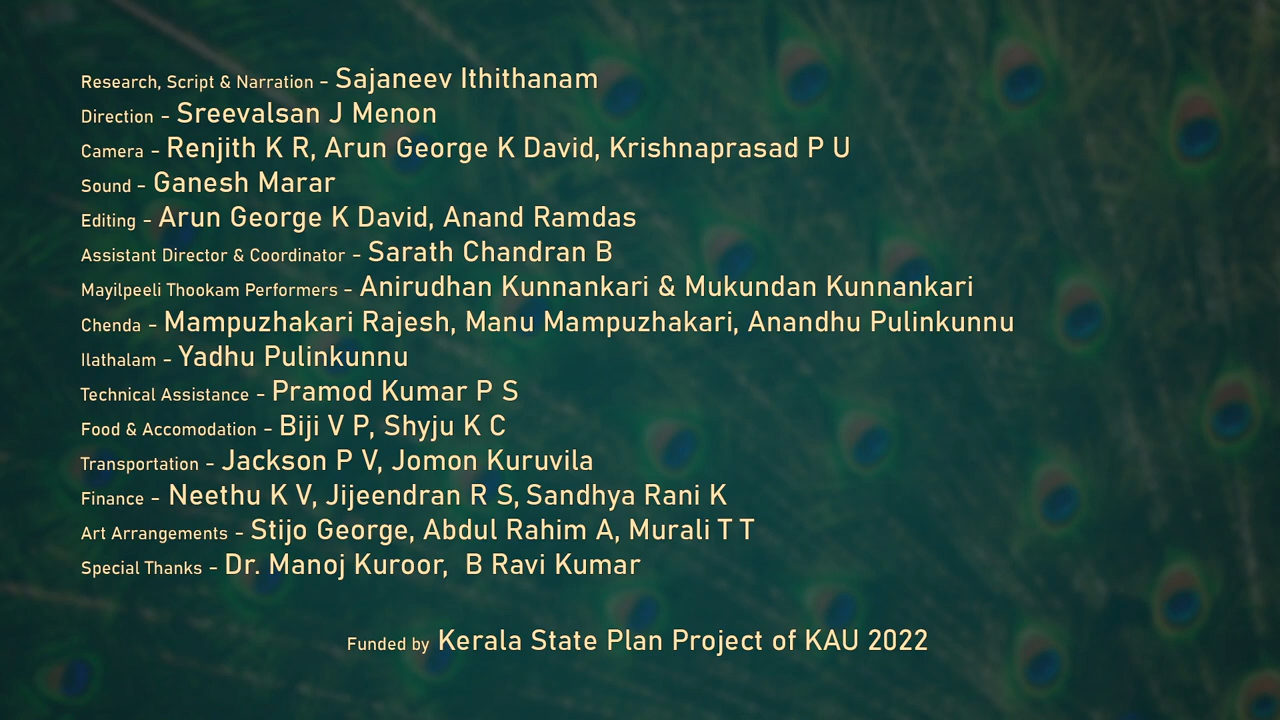 Research, Script & Narration - Sajaneev Ithithanam
Direction - Sreevalsan J Menon
Camera - Renjith K R, Arun George K David, Krishnaprasad P U
Sound - Ganesh Marar
Editing - Arun George K David, Anand Ramdas
Assistant Director & Coordinator - Sarath Chandran B
Mayilpeeli Thookam Performers - Anirudhan Kunnankari & Mukundan Kunnankari
Chenda - Mampuzhakari Rajesh, Manu Mampuzhakari, Anandhu Pulinkunnu
Ilathalam - Yadhu Pulinkunnu
Technical Assistance - Pramod Kumar P S
Food & Accomodation - Biji V P, Shyju K C
Transportation - Jackson P V, Jomon Kuruvila
Finance - Neethu K V, Jijeendran R S, Sandhya Rani K
Art Arrangements - Stijo George, Abdul Rahim A, Murali T T
Special Thanks - Dr. Manoj Kuroor, B Ravi Kumar
Funded by Kerala State Plan Project of KAU 2022